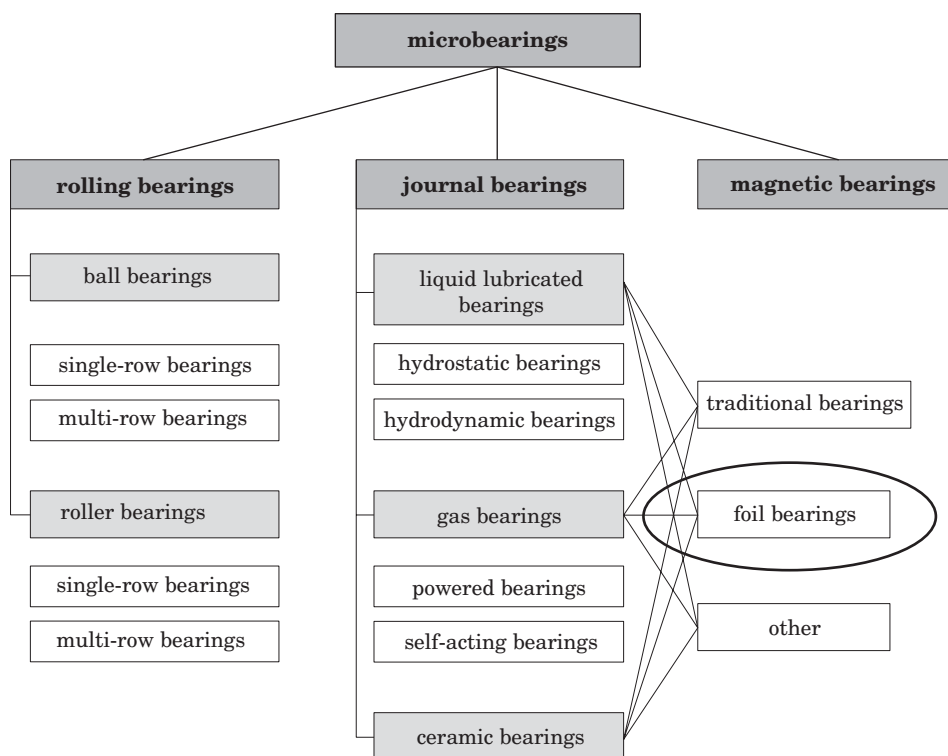 microbearings
rolling bearings
journal bearings
magnetic bearings
ball bearings
single-row bearings
multi-row bearings
roller bearings
single-row bearings
multi-row bearings
liquid lubricated
bearings
hydrostatic bearings
hydrodynamic bearings
gas bearings
powered bearings
self-acting bearings
ceramic bearings
traditional bearings
foil bearings
other